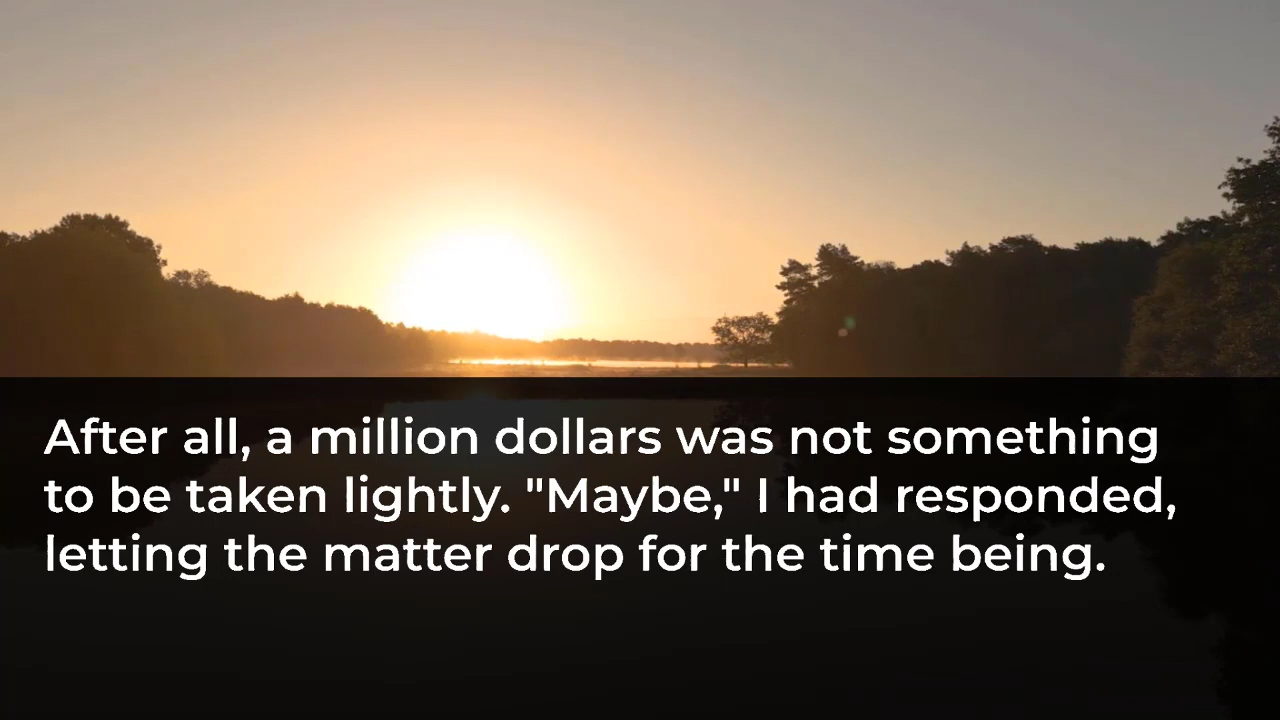 After all, a million dollars was not something
to be taken lightly. "Maybe," I had responded,
letting the matter drop for the time being.